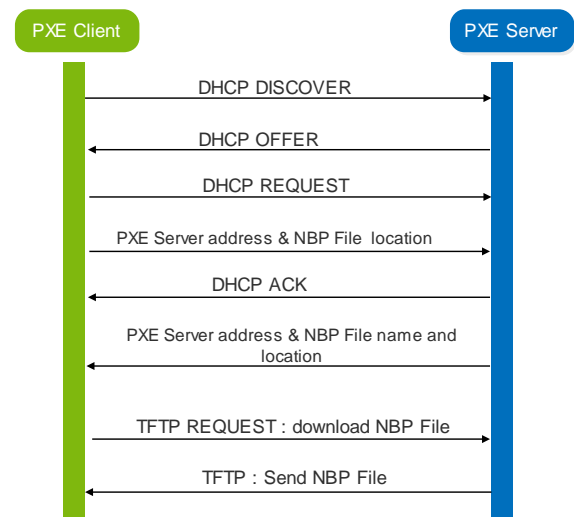 PXE Client
PXE Server
DHCP DISCOVER
DHCP OFFER
DHCP REQUEST
PXE Server address & NBP File location
DHCP ACK
PXE Server address & NBP File name and
location
TFTP REQUEST : download NBP File
TFTP : Send NBP File